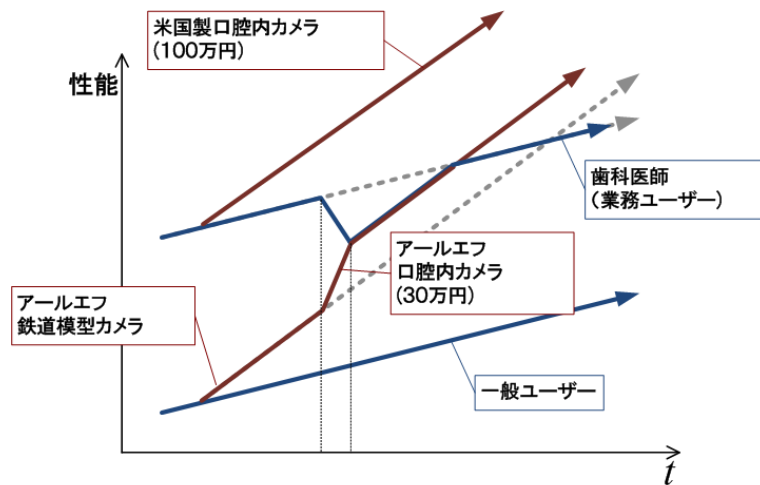 米国製口腔内カメラ
(100万円)
性能
歯科医師
(業務ユーザー)
アールエフ
口腔内カメラ
(30万円)
アールエフ
鉄道模型カメラ
一般ユーザー
t